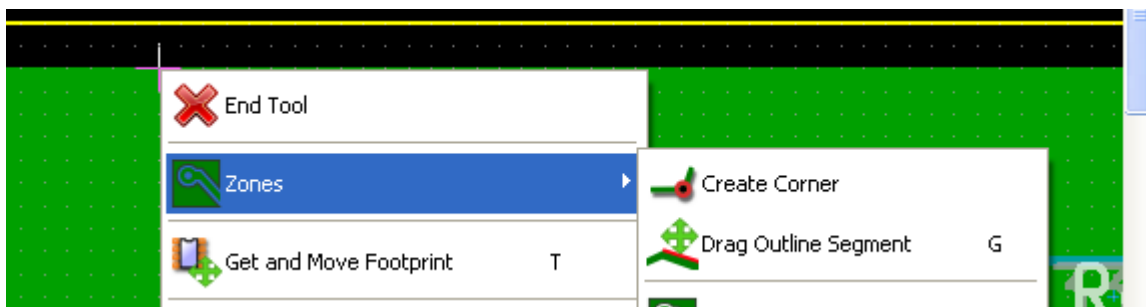 End Tool
Zones
Create Corner
Drag Outline Segment G
Get and Move Footprint T
R